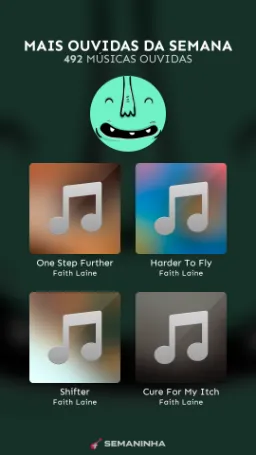 MAIS OUVIDAS DA SEMANA
492 MÚSICAS OUVIDAS
One Step Further
Faith Laine
Harder To Fly
Faith Laine
Shifter
Faith Laine
Cure For My Itch
Faith Laine
SEMANINHA